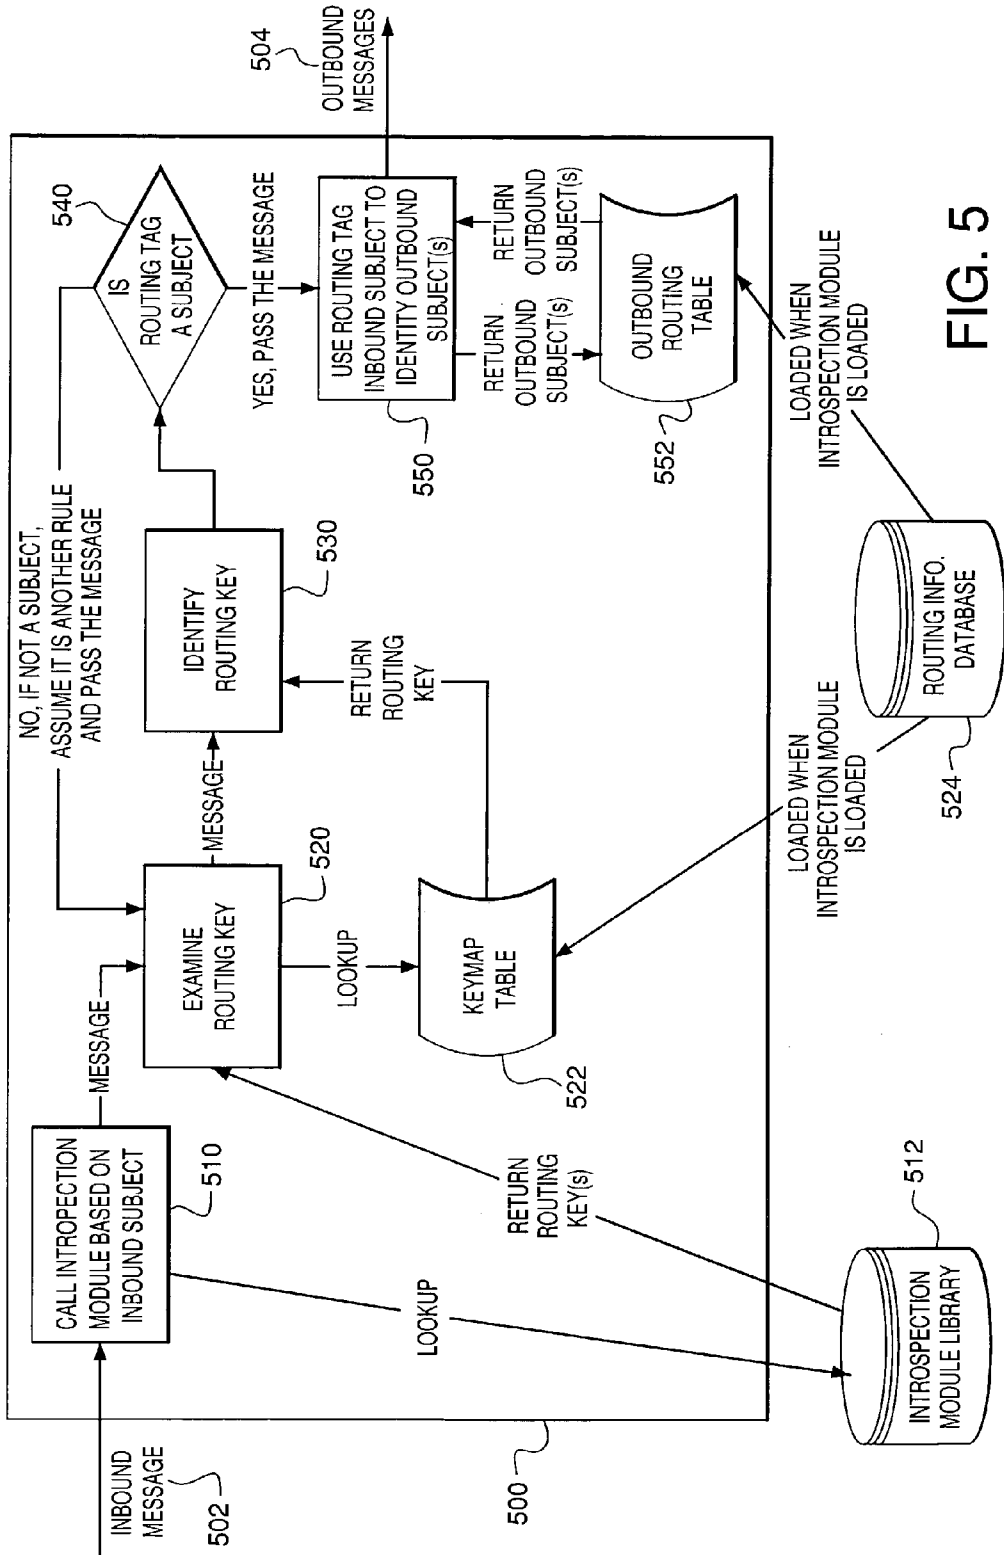 INBOUND
MESSAGE
502
500
CALL INTROPECTION
MODULE BASED ON
INBOUND SUBJECT
510
MESSAGE
LOOKUP
INTROSPECTION
MODULE LIBRARY
512
RETURN
ROUTING
KEY(s)
EXAMINE
ROUTING KEY
520
LOOKUP
KEYMAP
TABLE
522
MESSAGE
RETURN
ROUTING
KEY
IDENTIFY
ROUTING KEY
530
NO, IF NOT A SUBJECT,
ASSUME IT IS ANOTHER RULE
AND PASS THE MESSAGE
IS
ROUTING TAG
A SUBJECT
540
YES, PASS THE MESSAGE
USE ROUTING TAG
INBOUND SUBJECT TO
IDENTITY OUTBOUND
SUBJECT(s)
550
RETURN
OUTBOUND
SUBJECT(s)
RETURN
OUTBOUND
SUBJECT(s)
OUTBOUND
ROUTING
TABLE
552
504
OUTBOUND
MESSAGES
LOADED WHEN
INTROSPECTION MODULE
IS LOADED
ROUTING INFO.
DATABASE
524
LOADED WHEN
INTROSPECTION MODULE
IS LOADED
FIG. 5